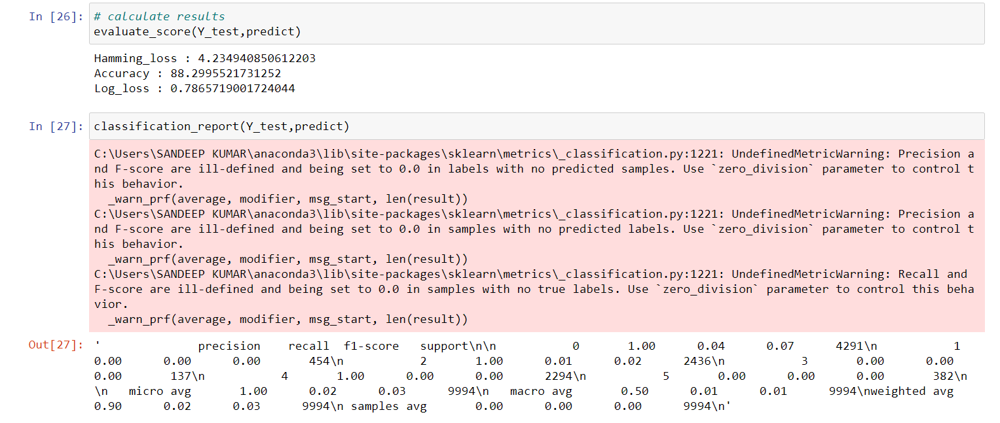 In [26]: # calculate results
evaluate_score(Y_test,predict)
Hamming_loss : 4.234940850612203
Accuracy : 88.2995521731252
Log_loss : 0.7865719001724044
In [27]: classification_report(Y_test,predict)
C:\Users\SANDEEP KUMAR\anaconda3\lib\site-packages\sklearn\metrics\_classification.py:1221: UndefinedMetricWarning: Precision a
nd F-score are ill-defined and being set to 0.0 in labels with no predicted samples. Use `zero_division` parameter to control t
his behavior.
  _warn_prf(average, modifier, msg_start, len(result))
C:\Users\SANDEEP KUMAR\anaconda3\lib\site-packages\sklearn\metrics\_classification.py:1221: UndefinedMetricWarning: Precision a
nd F-score are ill-defined and being set to 0.0 in samples with no predicted labels. Use `zero_division` parameter to control t
his behavior.
  _warn_prf(average, modifier, msg_start, len(result))
C:\Users\SANDEEP KUMAR\anaconda3\lib\site-packages\sklearn\metrics\_classification.py:1221: UndefinedMetricWarning: Recall and
F-score are ill-defined and being set to 0.0 in samples with no true labels. Use `zero_division` parameter to control this beha
vior.
  _warn_prf(average, modifier, msg_start, len(result))
Out[27]: '              precision    recall  f1-score   support\n\n           0       1.00      0.04      0.07      4291\n           1
0.00      0.00      0.00       454\n           2       1.00      0.01      0.02      2436\n           3       0.00      0.00
0.00       137\n           4       1.00      0.00      0.00      2294\n           5       0.00      0.00      0.00       382\n
\n   micro avg       1.00      0.02      0.03      9994\n   macro avg       0.50      0.01      0.01      9994\nweighted avg
0.90      0.02      0.03      9994\n samples avg       0.00      0.00      0.00      9994\n'